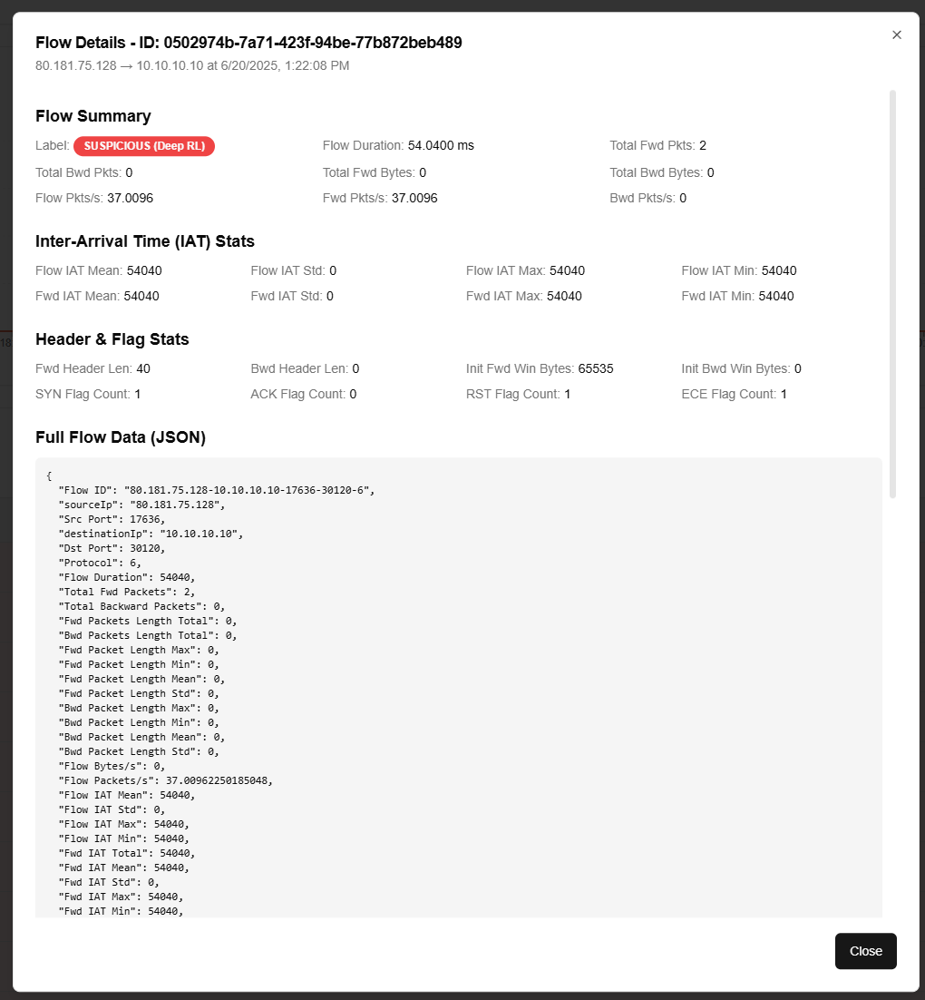 Flow Details - ID: 0502974b-7a71-423f-94be-77b872beb489
80.181.75.128 → 10.10.10.10 at 6/20/2025, 1:22:08 PM
Flow Summary
Label: SUSPICIOUS (Deep RL) Flow Duration: 54.0400 ms Total Fwd Pkts: 2
Total Bwd Pkts: 0 Total Fwd Bytes: 0 Total Bwd Bytes: 0
Flow Pkts/s: 37.0096 Fwd Pkts/s: 37.0096 Bwd Pkts/s: 0
Inter-Arrival Time (IAT) Stats
Flow IAT Mean: 54040 Flow IAT Std: 0 Flow IAT Max: 54040 Flow IAT Min: 54040
Fwd IAT Mean: 54040 Fwd IAT Std: 0 Fwd IAT Max: 54040 Fwd IAT Min: 54040
Header & Flag Stats
Fwd Header Len: 40 Bwd Header Len: 0 Init Fwd Win Bytes: 65535 Init Bwd Win Bytes: 0
SYN Flag Count: 1 ACK Flag Count: 0 RST Flag Count: 1 ECE Flag Count: 1
Full Flow Data (JSON)
{
"Flow ID": "80.181.75.128-10.10.10.10-17636-30120-6",
"sourceIp": "80.181.75.128",
"Src Port": 17636,
"destinationIp": "10.10.10.10",
"Dst Port": 30120,
"Protocol": 6,
"Flow Duration": 54040,
"Total Fwd Packets": 2,
"Total Backward Packets": 0,
"Fwd Packets Length Total": 0,
"Bwd Packets Length Total": 0,
"Fwd Packet Length Max": 0,
"Fwd Packet Length Min": 0,
"Fwd Packet Length Mean": 0,
"Fwd Packet Length Std": 0,
"Bwd Packet Length Max": 0,
"Bwd Packet Length Min": 0,
"Bwd Packet Length Mean": 0,
"Bwd Packet Length Std": 0,
"Flow Bytes/s": 0,
"Flow Packets/s": 37.00962250185048,
"Flow IAT Mean": 54040,
"Flow IAT Std": 0,
"Flow IAT Max": 54040,
"Flow IAT Min": 54040,
"Fwd IAT Total": 54040,
"Fwd IAT Mean": 54040,
"Fwd IAT Std": 0,
"Fwd IAT Max": 54040,
"Fwd IAT Min": 54040,
Close